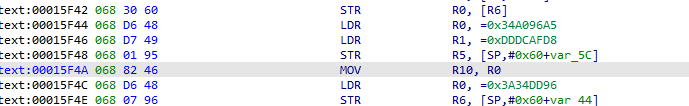 text:00015F42 068 30 60 STR R0, [R6]
text:00015F44 068 D6 48 LDR R0, =0x34A096A5
text:00015F46 068 D7 49 LDR R1, =0xDDDCAFD8
text:00015F48 068 01 95 STR R5, [SP,#0x60+var_5C]
text:00015F4A 068 82 46 MOV R10, R0
text:00015F4C 068 D6 48 LDR R0, =0x3A34DD96
text:00015F4E 068 07 96 STR R6, [SP,#0x60+var_44]